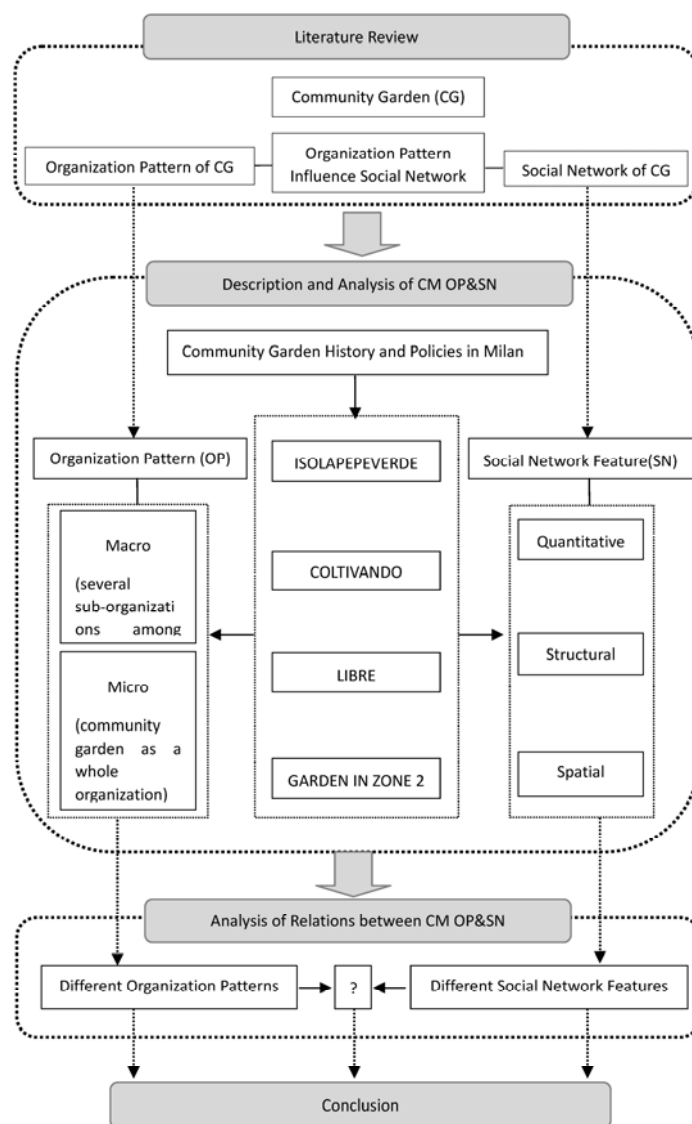 Literature Review
Community Garden (CG)
Organization Pattern of CG
Organization Pattern
Influence Social Network
Social Network of CG
Description and Analysis of CM OP&SN
Community Garden History and Policies in Milan
Organization Pattern (OP)
ISOLAPEPEVERDE
Social Network Feature(SN)
Macro
(several
sub-organizati
ons among
Quantitative
COLTIVANDO
Structural
Micro
(community
garden as a
whole
organization)
LIBRE
GARDEN IN ZONE 2
Spatial
Analysis of Relations between CM OP&SN
Different Organization Patterns
?
Different Social Network Features
Conclusion